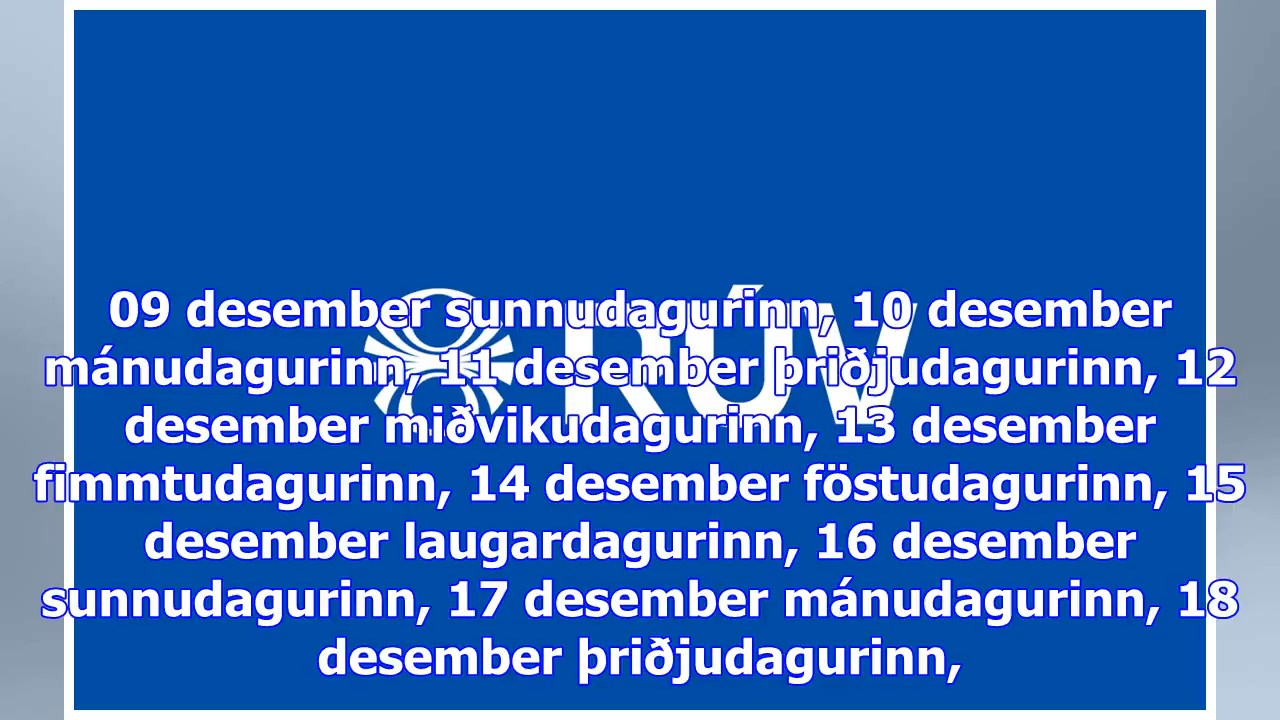 09 desember sunnudagurinn, 10 desember
mánudagurinn, 11 desember þriðjudagurinn, 12
desember miðvikudagurinn, 13 desember
fimmtudagurinn, 14 desember föstudagurinn, 15
desember laugardagurinn, 16 desember
sunnudagurinn, 17 desember mánudagurinn, 18
desember þriðjudagurinn,
RÚV